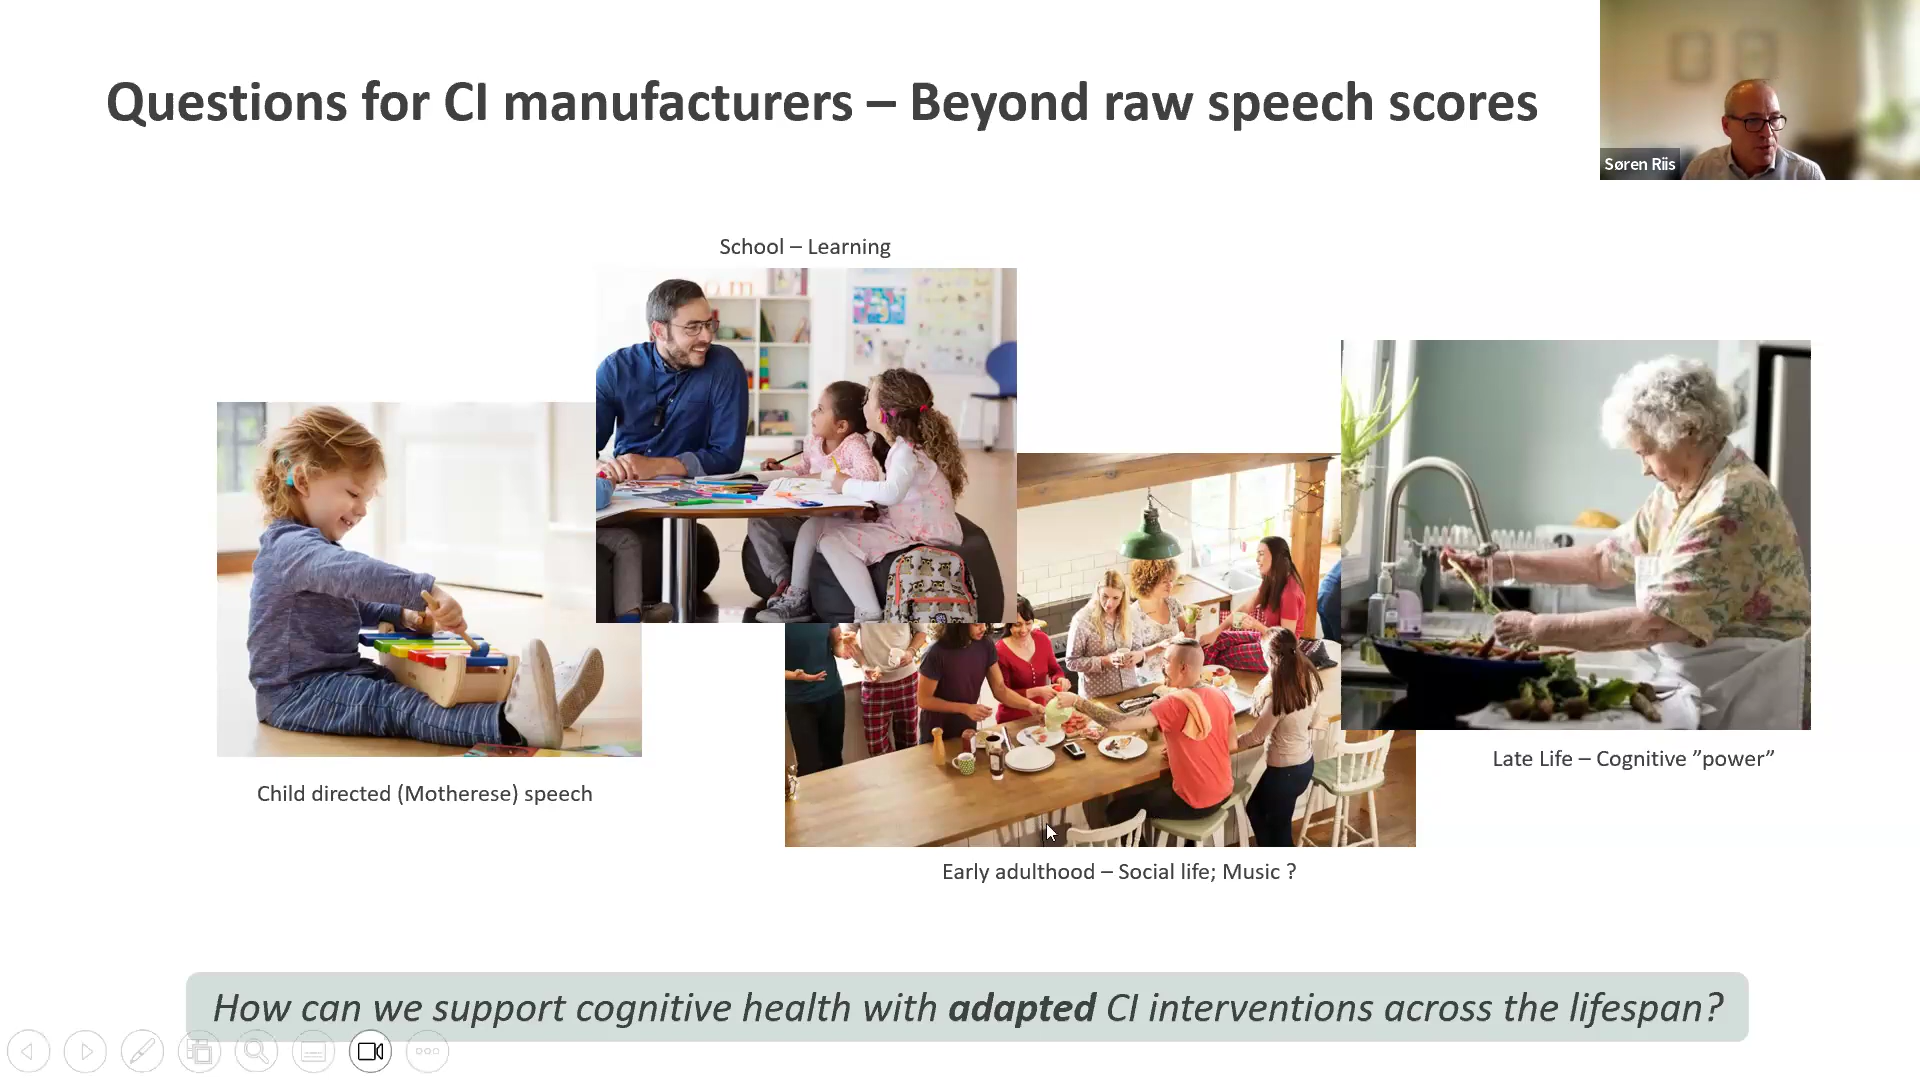 Questions for CI manufacturers – Beyond raw speech scores
Søren Riis
School – Learning
Child directed (Motherese) speech
Late Life – Cognitive ”power”
Early adulthood – Social life; Music ?
How can we support cognitive health with adapted CI interventions across the lifespan?